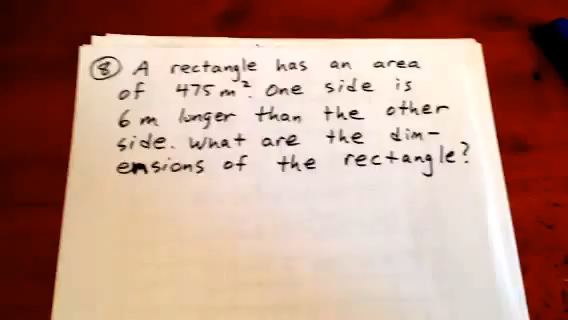 ⑧ A rectangle has an area
of 475 m². One side is
6 m longer than the other
side. What are the dim-
ensions of the rectangle?